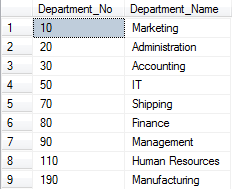 Department_No Department_Name
1 10 Marketing
2 20 Administration
3 30 Accounting
4 50 IT
5 70 Shipping
6 80 Finance
7 90 Management
8 110 Human Resources
9 190 Manufacturing